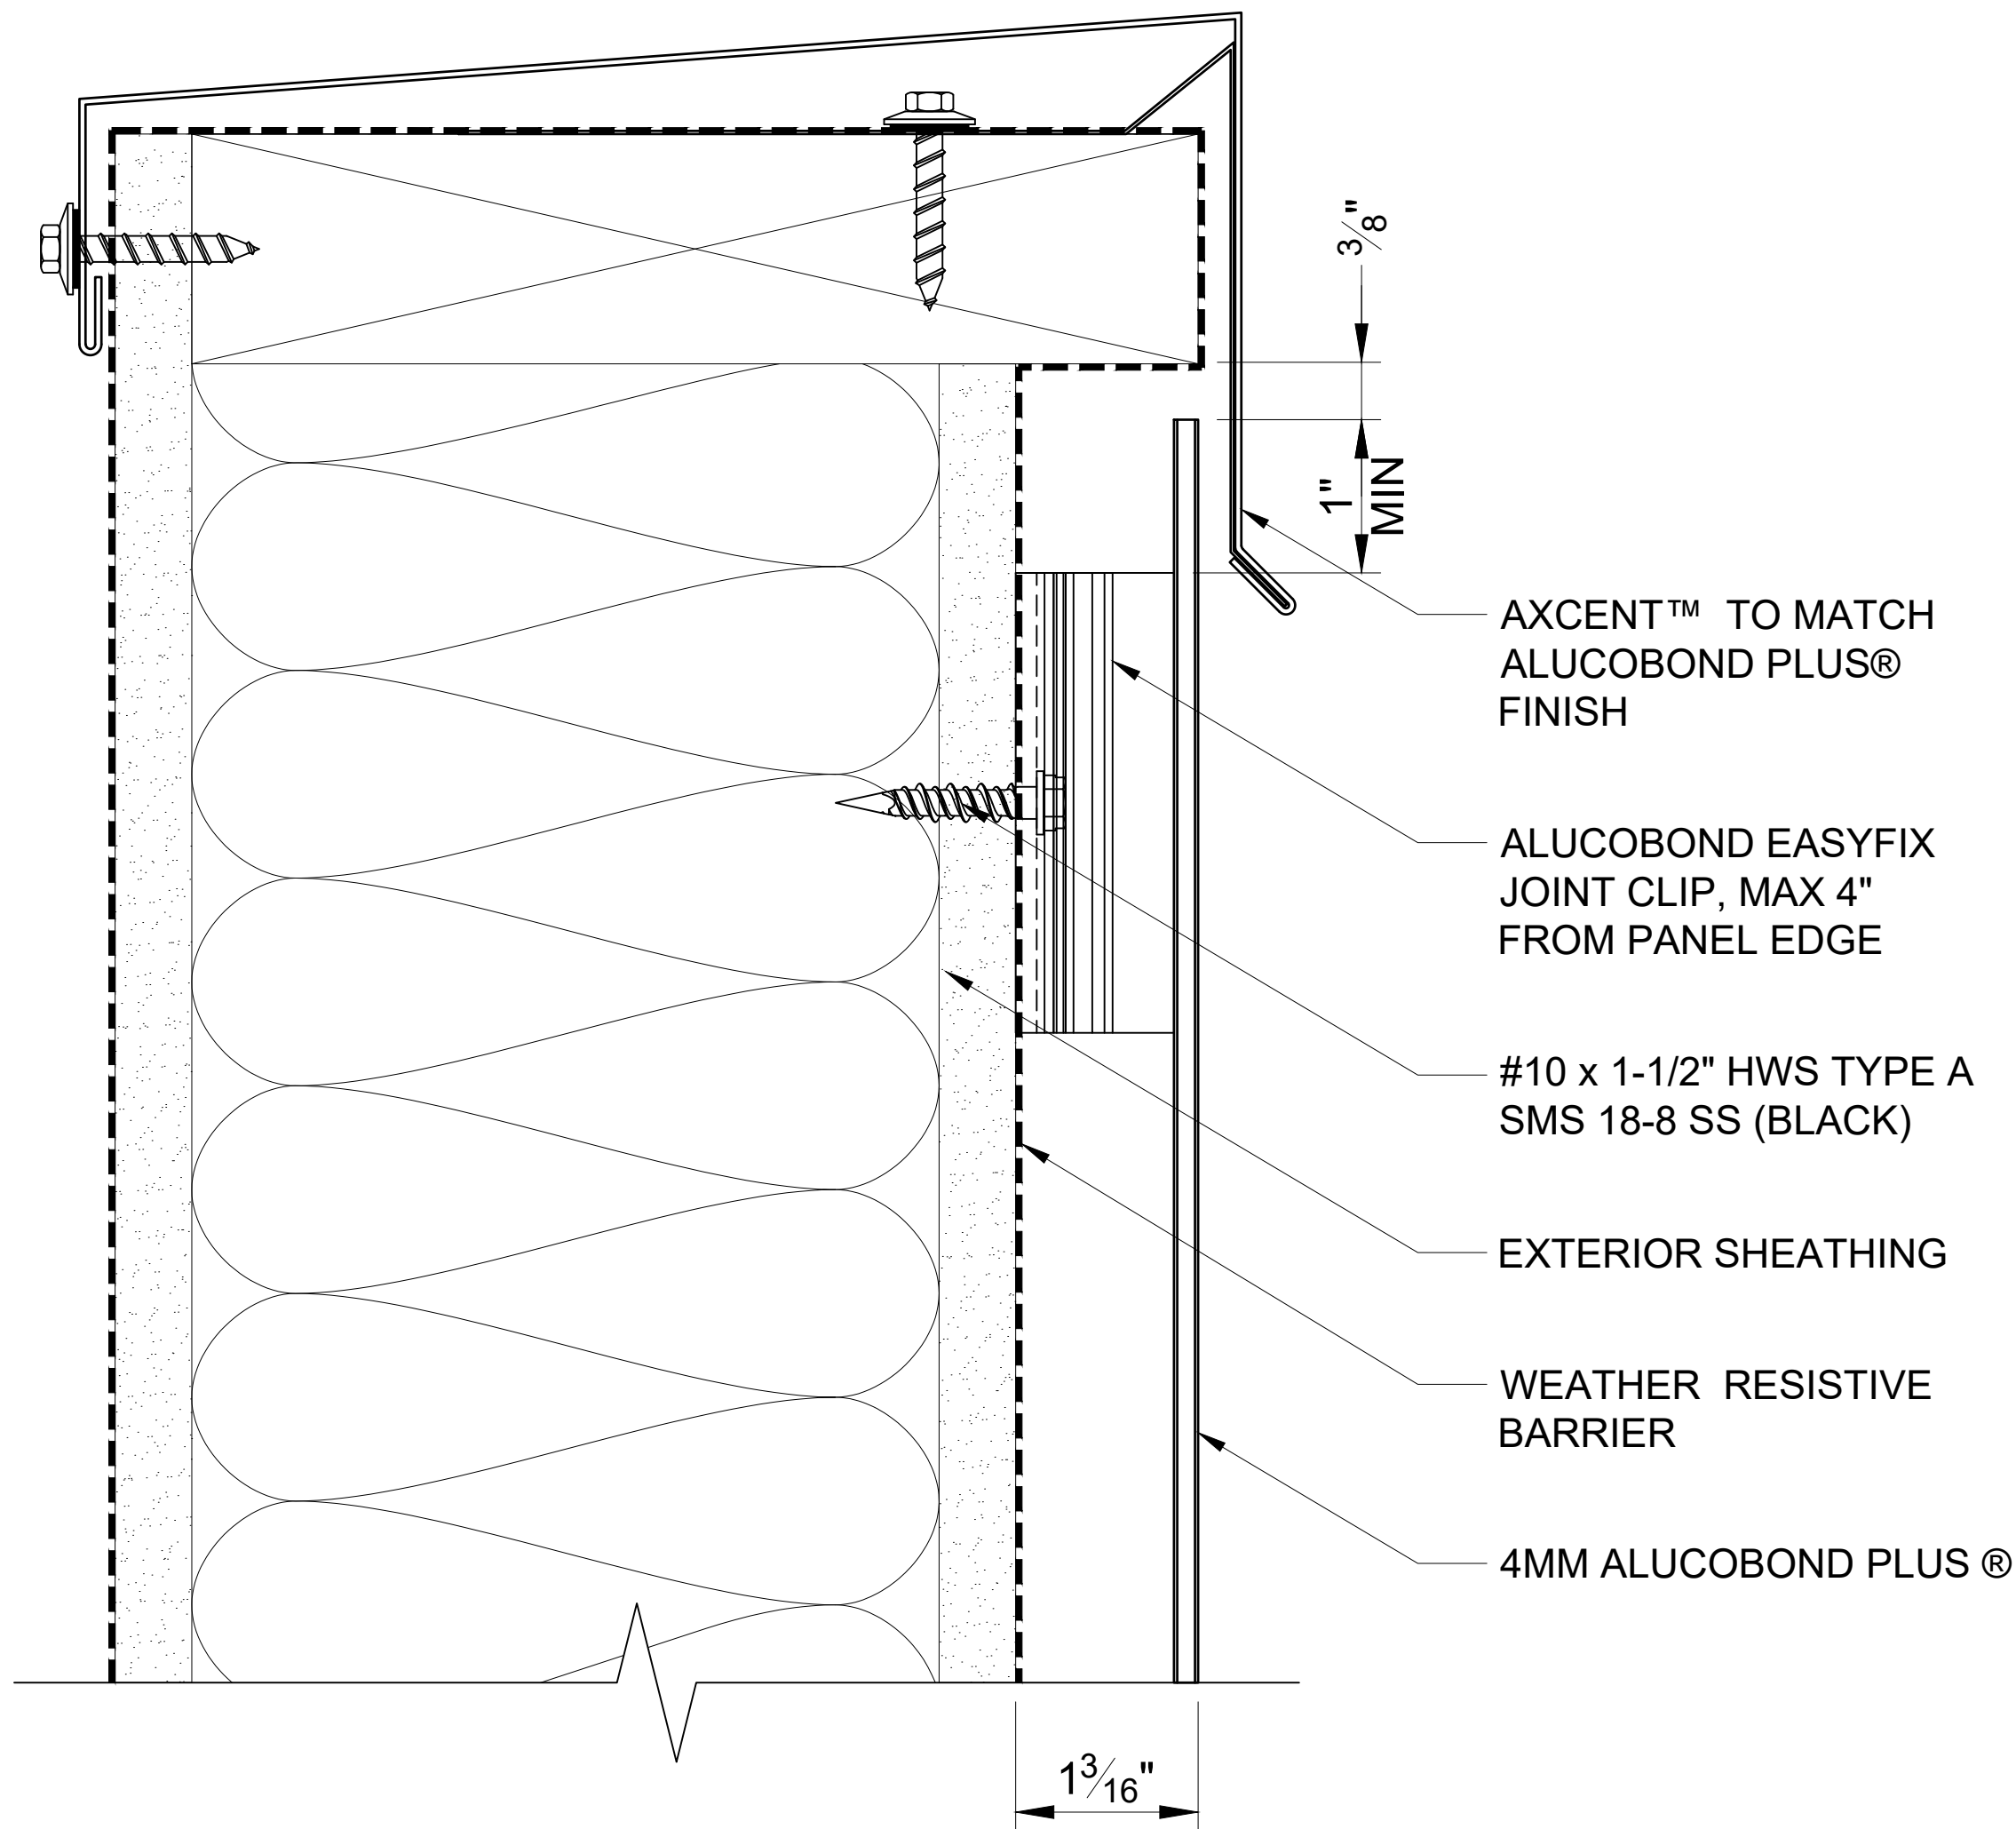 3/8"
1"
MIN
AXCENT™ TO MATCH
ALUCOBOND PLUS®
FINISH
ALUCOBOND EASYFIX
JOINT CLIP, MAX 4"
FROM PANEL EDGE
#10 x 1-1/2" HWS TYPE A
SMS 18-8 SS (BLACK)
EXTERIOR SHEATHING
WEATHER RESISTIVE
BARRIER
4MM ALUCOBOND PLUS ®
1 3/16"